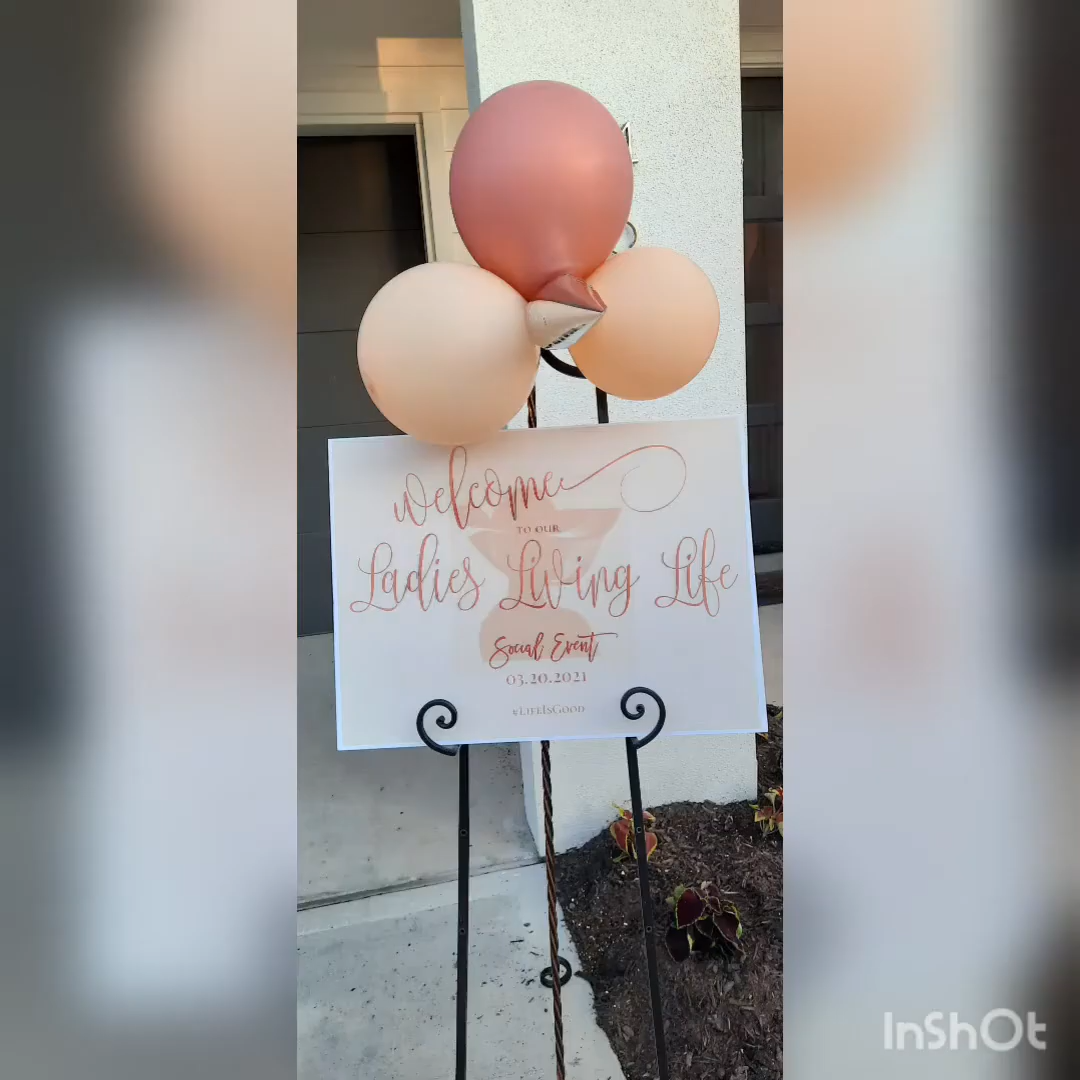 welcome
TO OUR
Ladies Living Life
Social Event
03.20.2021
#LIFEISGOOD
InShOt